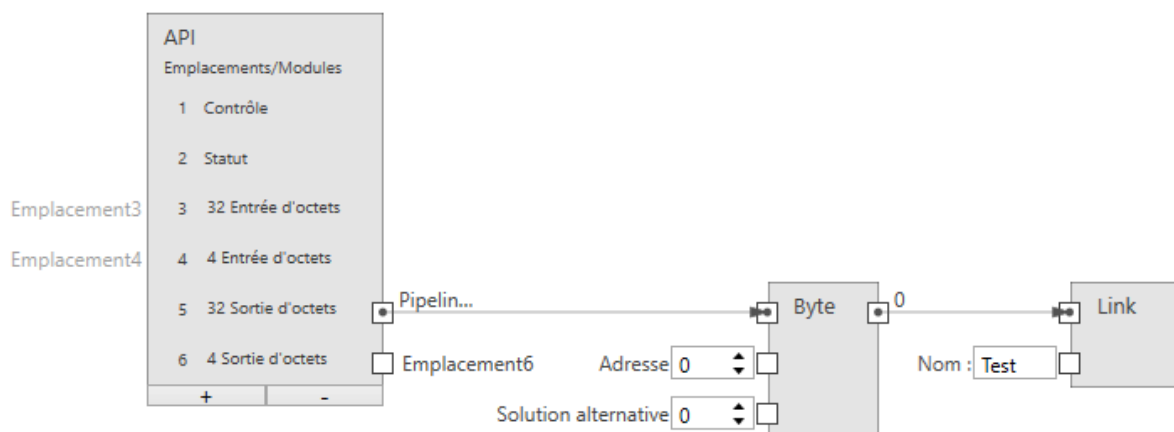 API
Emplacements/Modules
1 Contrôle
2 Statut
Emplacement3 3 32 Entrée d'octets
Emplacement4 4 4 Entrée d'octets
5 32 Sortie d'octets Pipelin... Byte 0 Link
6 4 Sortie d'octets Emplacement6 Adresse 0 Nom : Test
+ -
Solution alternative 0